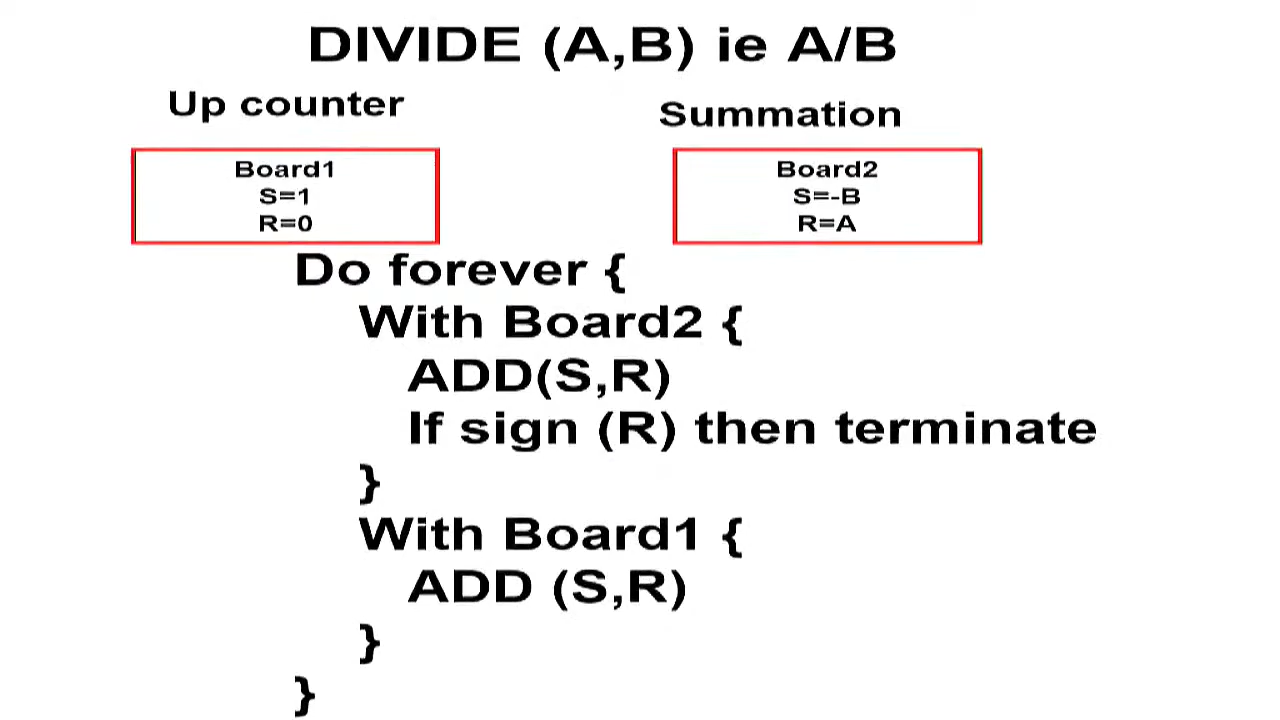 DIVIDE (A,B) ie A/B
Up counter
Summation
Board1
S=1
R=0
Board2
S=-B
R=A
Do forever {
With Board2 {
ADD(S,R)
If sign (R) then terminate
}
With Board1 {
ADD (S,R)
}
}